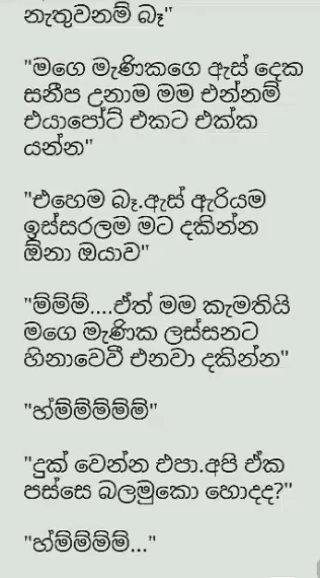 නැතුවනම් බෑ"
"මගෙ මැණිකගෙ ඇස් දෙක
සනීප උනාම මම එන්නම්
එයාපෝට් එකට එක්ක
යන්න"
"එහෙම බෑ.ඇස් ඇරියම
ඉස්සරලම මට දකින්න
ඕනා ඔයාව"
"ම්ම්ම්....ඒත් මම කැමතියි
මගෙ මැණික ලස්සනට
හිනාවෙවී එනවා දකින්න"
"හ්ම්ම්ම්ම්ම්"
"දුක් වෙන්න එපා.අපි ඒක
පස්සෙ බලමුකො හොදද?"
"හ්ම්ම්ම්ම්..."